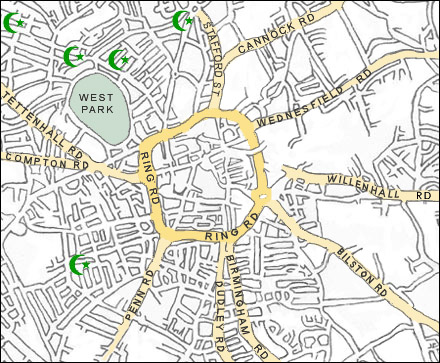 STAFFORD ST
CANNOCK RD
WEDNESFIELD RD
WEST
PARK
TETTENHALL RD
COMPTON RD
RING RD
WILLENHALL RD
RING RD
BILSTON RD
PENN RD
DUDLEY RD
BIRMINGHAM RD